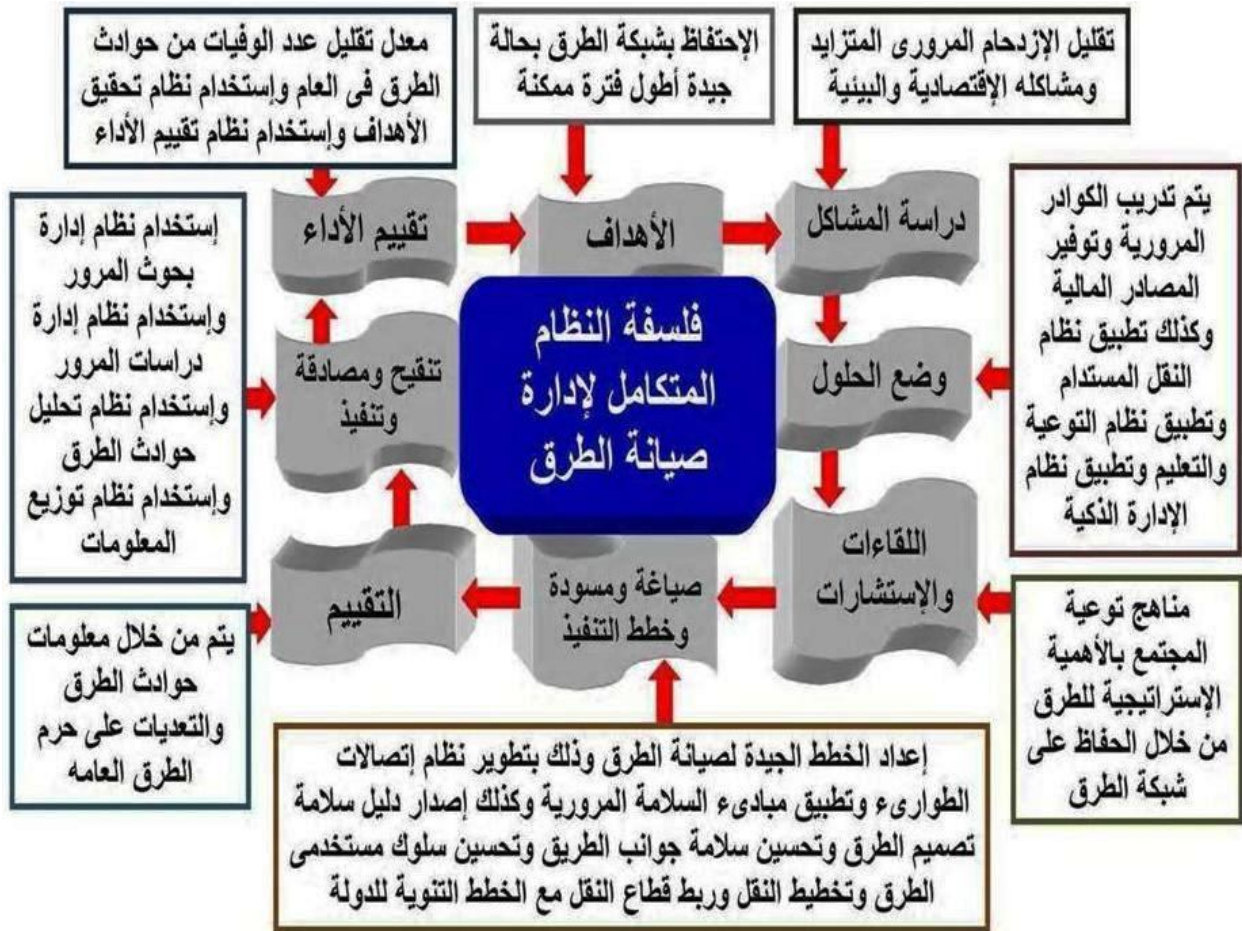 تقليل الإزدحام المرورى المتزايد
ومشاكله الإقتصادية والبيئية
الإحتفاظ بشبكة الطرق بحالة
جيدة أطول فترة ممكنة
معدل تقليل عدد الوفيات من حوادث
الطرق فى العام وإستخدام نظام تحقيق
الأهداف وإستخدام نظام تقييم الأداء
دراسة المشاكل
الأهداف
تقييم الأداء
يتم تدريب الكوادر
المرورية وتوفير
المصادر المالية
وكذلك تطبيق نظام
النقل المستدام
وتطبيق نظام التوعية
والتعليم وتطبيق نظام
الإدارة الذكية
وضع الحلول
فلسفة النظام
المتكامل لإدارة
صيانة الطرق
تنقيح ومصادقة
وتنفيذ
إستخدام نظام إدارة
بحوث المرور
وإستخدام نظام إدارة
دراسات المرور
وإستخدام نظام تحليل
حوادث الطرق
وإستخدام نظام توزيع
المعلومات
اللقاءات
والإستشارات
صياغة ومسودة
وخطط التنفيذ
التقييم
مناهج توعية
المجتمع بالأهمية
الإستراتيجية للطرق
من خلال الحفاظ على
شبكة الطرق
يتم من خلال معلومات
حوادث الطرق
والتعديات على حرم
الطرق العامه
إعداد الخطط الجيدة لصيانة الطرق وذلك بتطوير نظام إتصالات
الطوارىء وتطبيق مبادىء السلامة المرورية وكذلك إصدار دليل سلامة
تصميم الطرق وتحسين سلامة جوانب الطريق وتحسين سلوك مستخدمى
الطرق وتخطيط النقل وربط قطاع النقل مع الخطط التنوية للدولة